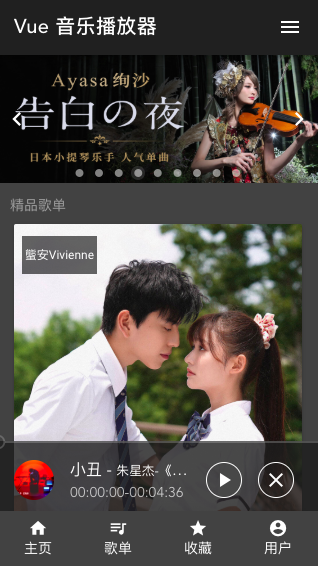 Vue 音乐播放器
Ayasa 绚沙
告白の夜
日本小提琴乐手 人气单曲
精品歌单
蠻安Vivienne
小丑 - 朱星杰-《...
00:00:00-00:04:36
主页
歌单
收藏
用户